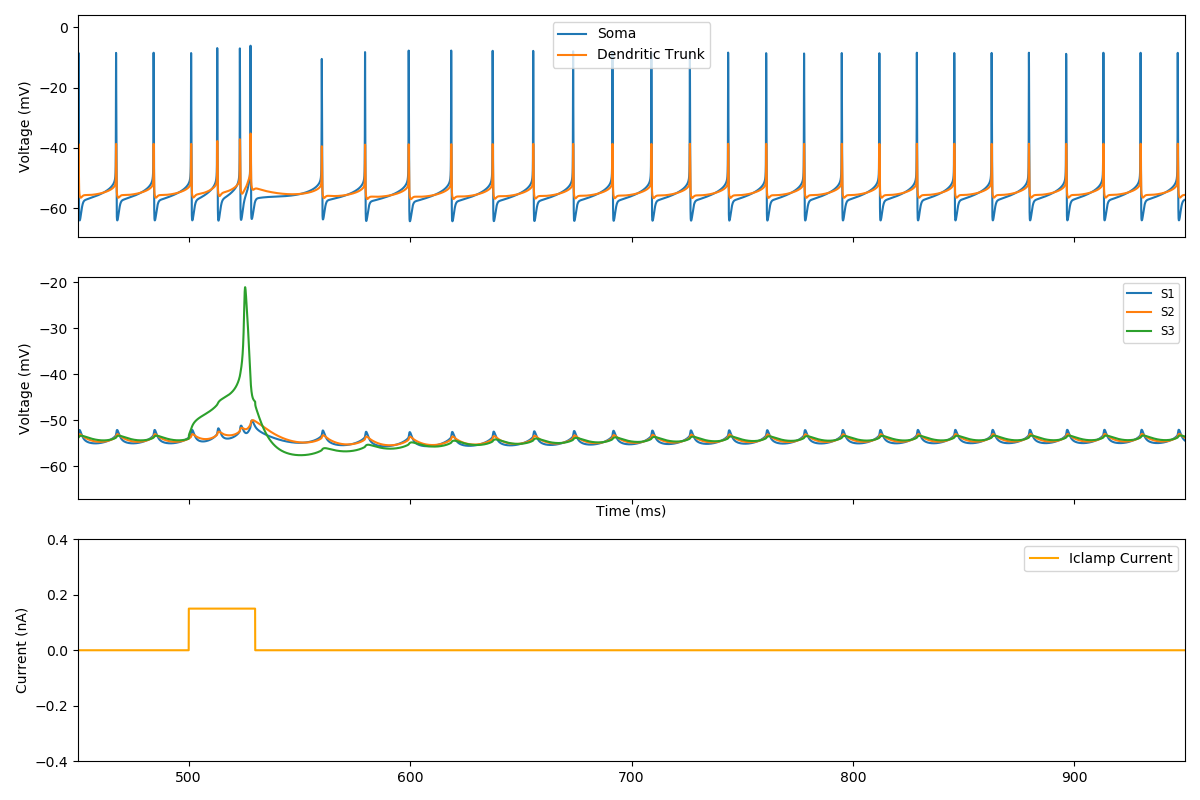 0
−20
−40
−60
Voltage (mV)
Soma
Dendritic Trunk
−20
−30
−40
−50
−60
Voltage (mV)
S1
S2
S3
Time (ms)
0.4
0.2
0.0
−0.2
−0.4
Current (nA)
Iclamp Current
500 600 700 800 900